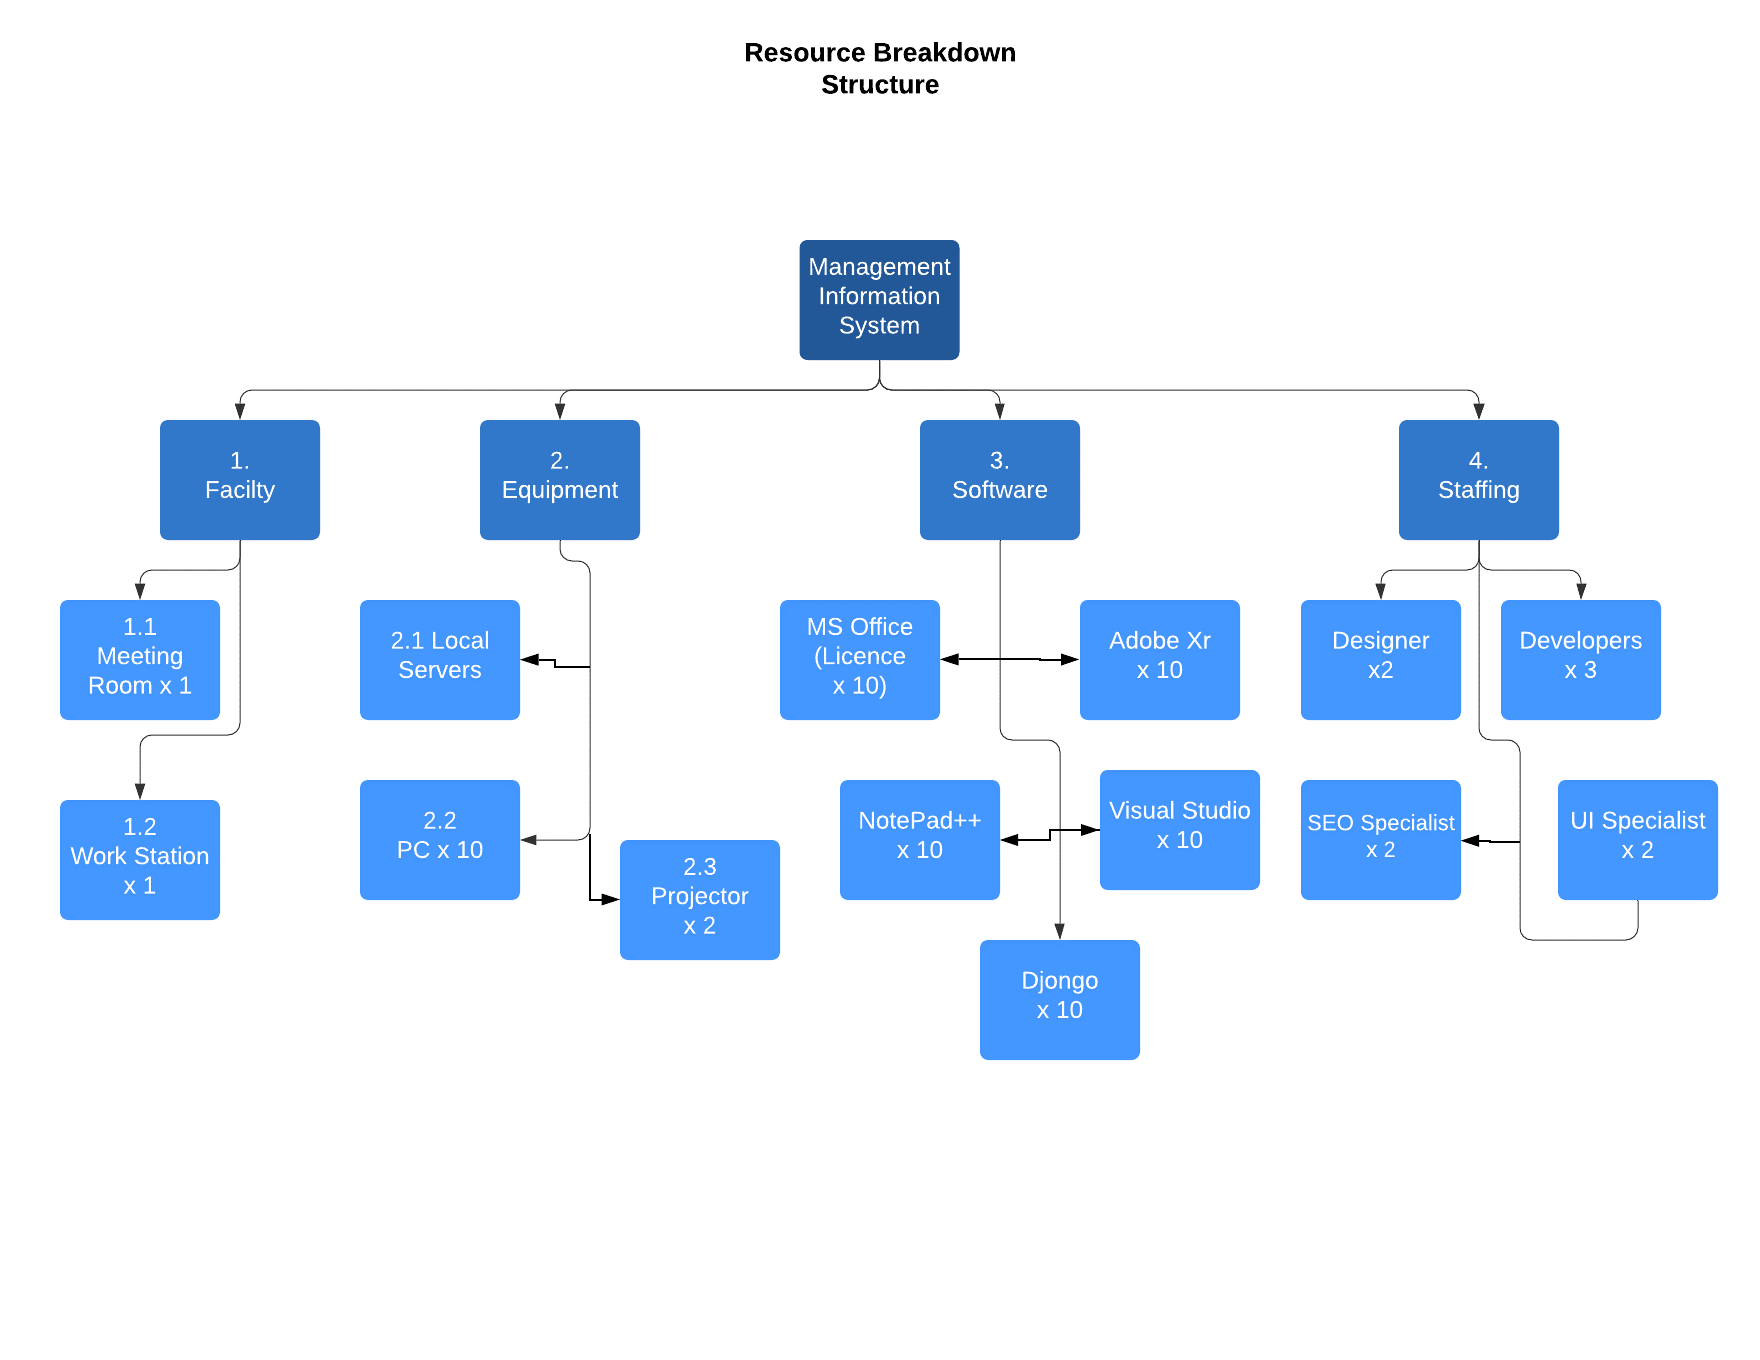 Resource Breakdown
Structure
Management
Information
System
1.
Facilty
2.
Equipment
3.
Software
4.
Staffing
1.1
Meeting
Room x 1
2.1 Local
Servers
MS Office
(Licence
x 10)
Adobe Xr
x 10
Designer
x2
Developers
x 3
1.2
Work Station
x 1
2.2
PC x 10
2.3
Projector
x 2
NotePad++
x 10
Visual Studio
x 10
SEO Specialist
x 2
UI Specialist
x 2
Djongo
x 10